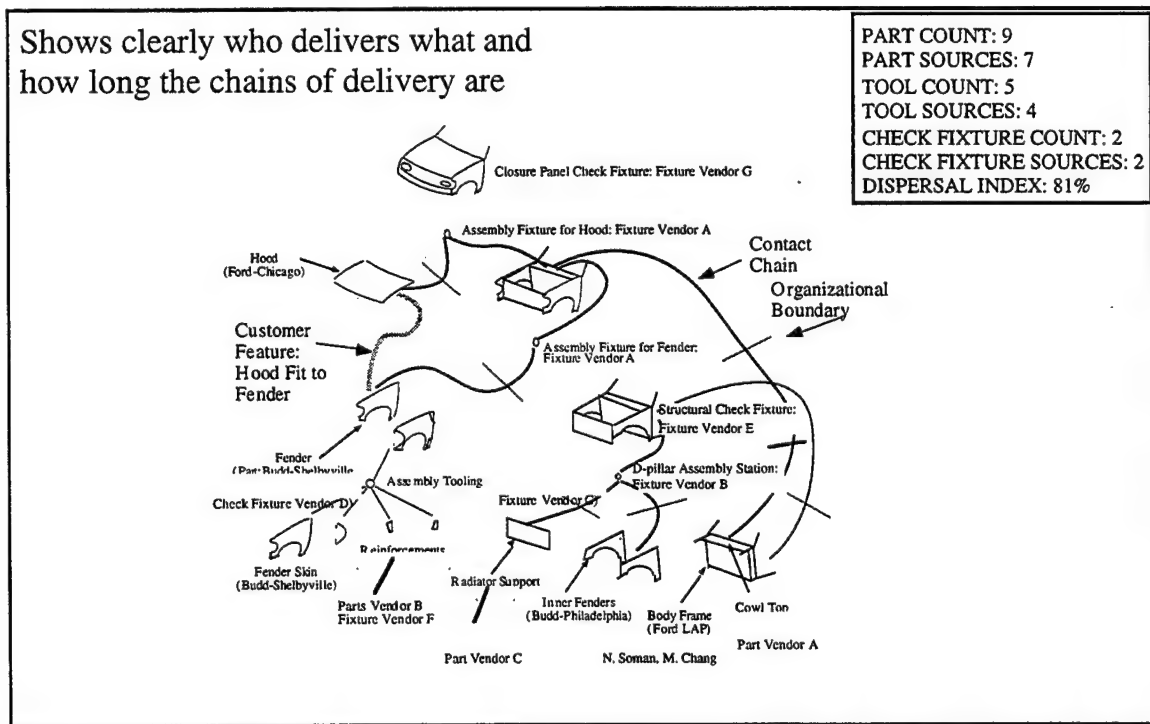 Shows clearly who delivers what and
how long the chains of delivery are
PART COUNT: 9
PART SOURCES: 7
TOOL COUNT: 5
TOOL SOURCES: 4
CHECK FIXTURE COUNT: 2
CHECK FIXTURE SOURCES: 2
DISPERSAL INDEX: 81%
Closure Panel Check Fixture: Fixture Vendor G
Assembly Fixture for Hood: Fixture Vendor A
Hood
(Ford-Chicago)
Contact
Chain
Organizational
Boundary
Customer
Feature:
Hood Fit to
Fender
Assembly Fixture for Fender:
Fixture Vendor A
Structural Check Fixture:
Fixture Vendor E
Fender
(Part: Budd-Shelbyville
D-pillar Assembly Station:
Fixture Vendor B
Assembly Tooling
Check Fixture Vendor D)
Fixture Vendor G)
Reinforcements
Fender Skin
(Budd-Shelbyville)
Radiator Support
Parts Vendor B
Fixture Vendor F
Inner Fenders
(Budd-Philadelphia)
Body Frame
(Ford LAP)
Cowl Top
Part Vendor A
Part Vendor C
N. Soman, M. Chang